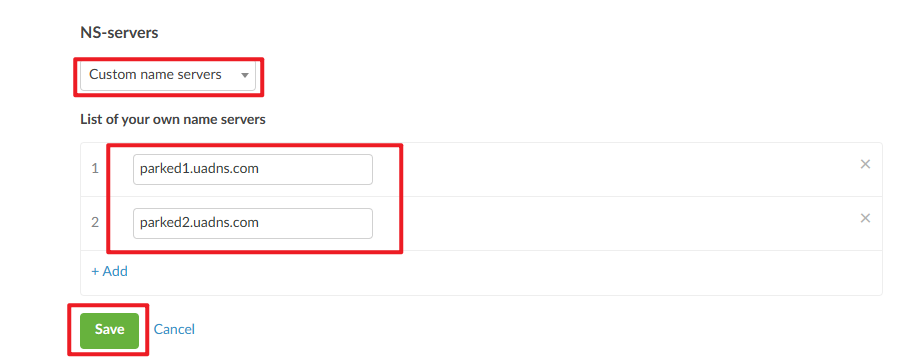 NS-servers
Custom name servers
List of your own name servers
1 parked1.uadns.com ×
2 parked2.uadns.com ×
+ Add
Save Cancel